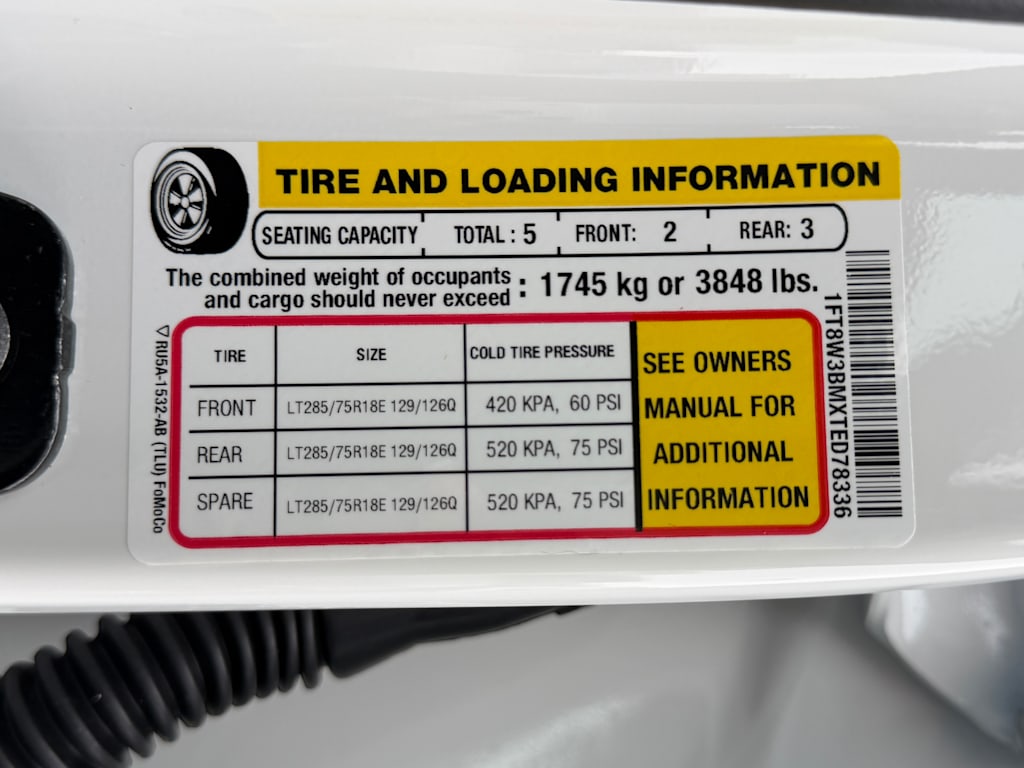 TIRE AND LOADING INFORMATION
SEATING CAPACITY TOTAL : 5 FRONT: 2 REAR: 3
The combined weight of occupants
and cargo should never exceed : 1745 kg or 3848 lbs.
TIRE SIZE COLD TIRE PRESSURE
FRONT LT285/75R18E 129/126Q 420 KPA, 60 PSI
REAR LT285/75R18E 129/126Q 520 KPA, 75 PSI
SPARE LT285/75R18E 129/126Q 520 KPA, 75 PSI
SEE OWNERS
MANUAL FOR
ADDITIONAL
INFORMATION
1FT8W3BMXTED78336
▽RU5A-1532-AB (TLU) FoMoCo